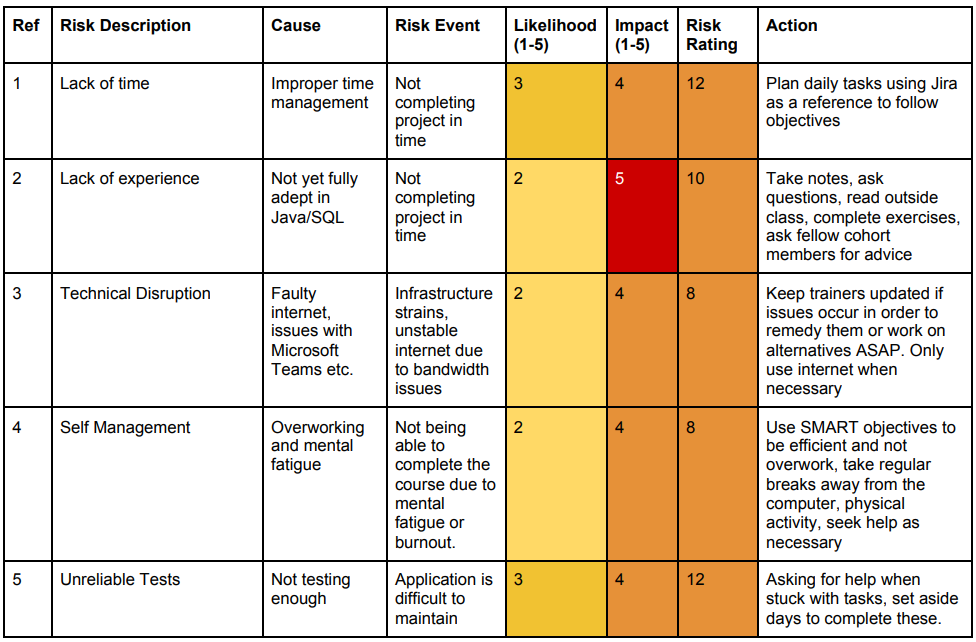 Ref Risk Description Cause Risk Event Likelihood (1-5) Impact (1-5) Risk Rating Action
1 Lack of time Improper time management Not completing project in time 3 4 12 Plan daily tasks using Jira as a reference to follow objectives
2 Lack of experience Not yet fully adept in Java/SQL Not completing project in time 2 5 10 Take notes, ask questions, read outside class, complete exercises, ask fellow cohort members for advice
3 Technical Disruption Faulty internet, issues with Microsoft Teams etc. Infrastructure strains, unstable internet due to bandwidth issues 2 4 8 Keep trainers updated if issues occur in order to remedy them or work on alternatives ASAP. Only use internet when necessary
4 Self Management Overworking and mental fatigue Not being able to complete the course due to mental fatigue or burnout. 2 4 8 Use SMART objectives to be efficient and not overwork, take regular breaks away from the computer, physical activity, seek help as necessary
5 Unreliable Tests Not testing enough Application is difficult to maintain 3 4 12 Asking for help when stuck with tasks, set aside days to complete these.